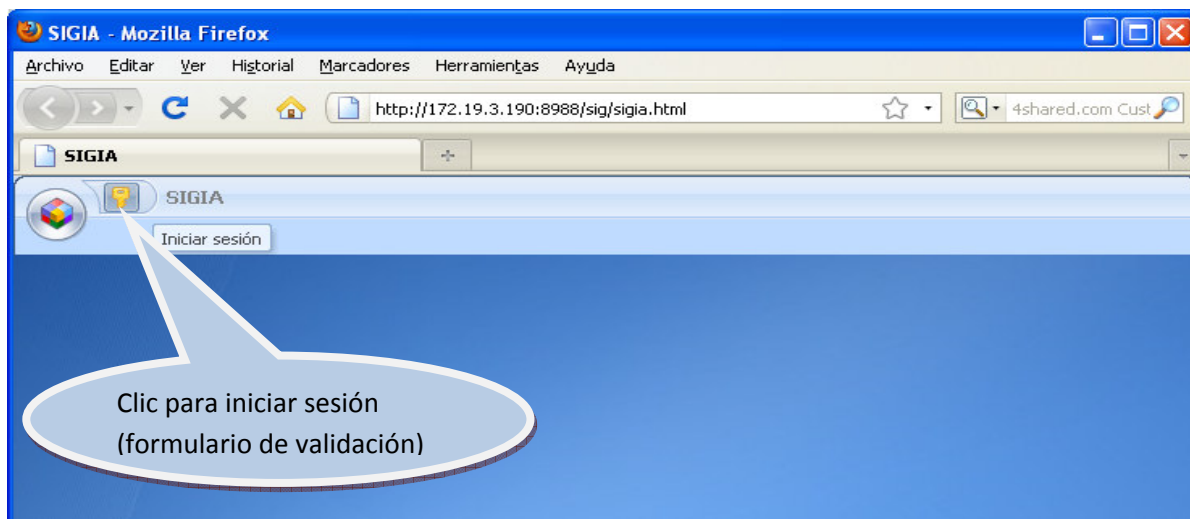 SIGIA - Mozilla Firefox
Archivo Editar Ver Historial Marcadores Herramientas Ayuda
http://172.19.3.190:8988/sig/sigia.html
4shared.com Cust
SIGIA
SIGIA
Iniciar sesión
Clic para iniciar sesión
(formulario de validación)